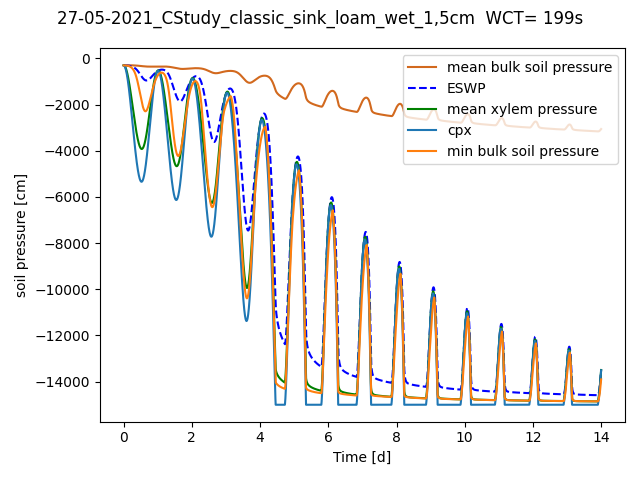 27-05-2021_CStudy_classic_sink_loam_wet_1,5cm  WCT= 199s
soil pressure [cm]
0
−2000
−4000
−6000
−8000
−10000
−12000
−14000
mean bulk soil pressure
ESWP
mean xylem pressure
cpx
min bulk soil pressure
0 2 4 6 8 10 12 14
Time [d]